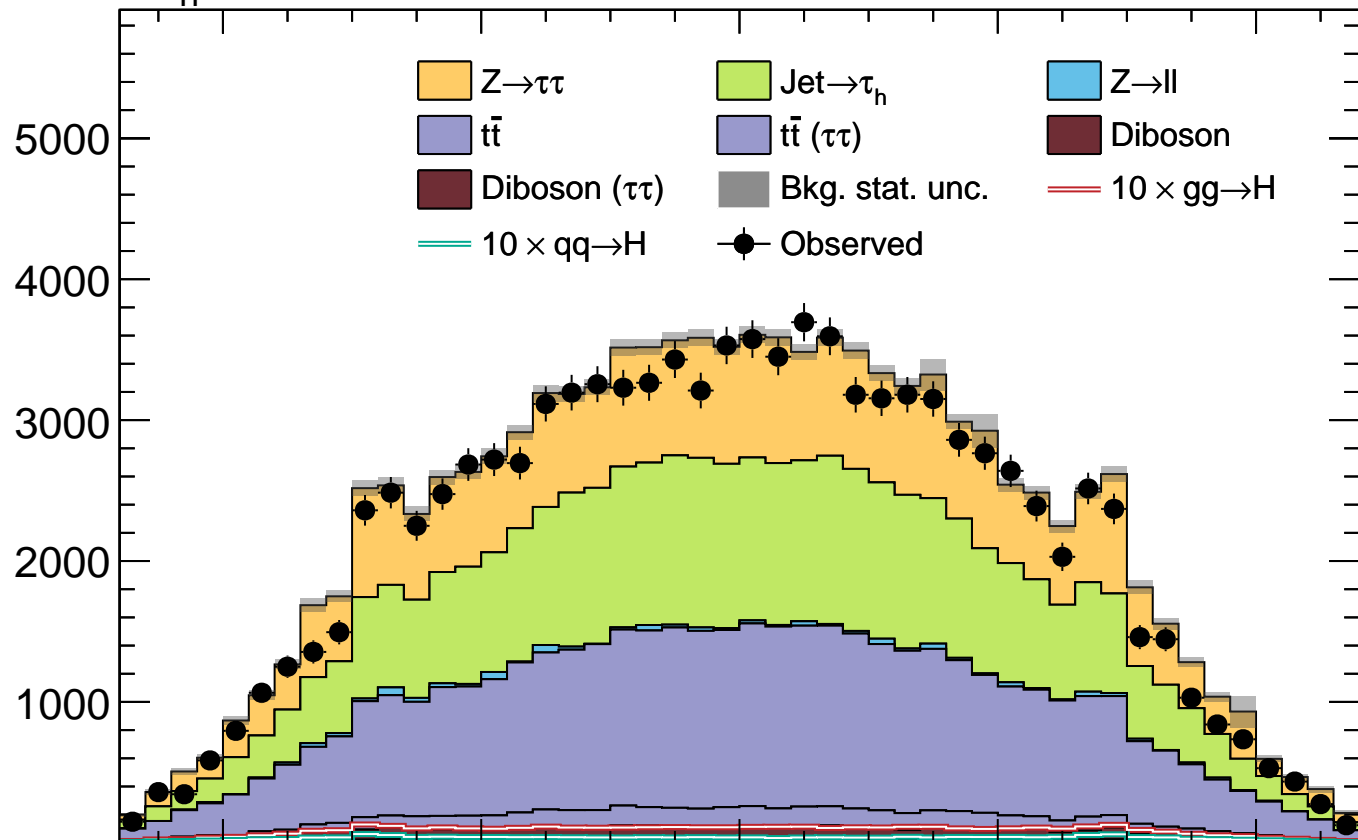 Z→ττ Jet→τh Z→ll
tt̄ tt̄ (ττ) Diboson
Diboson (ττ) Bkg. stat. unc. 10 × gg→H
10 × qq→H Observed
5000
4000
3000
2000
1000